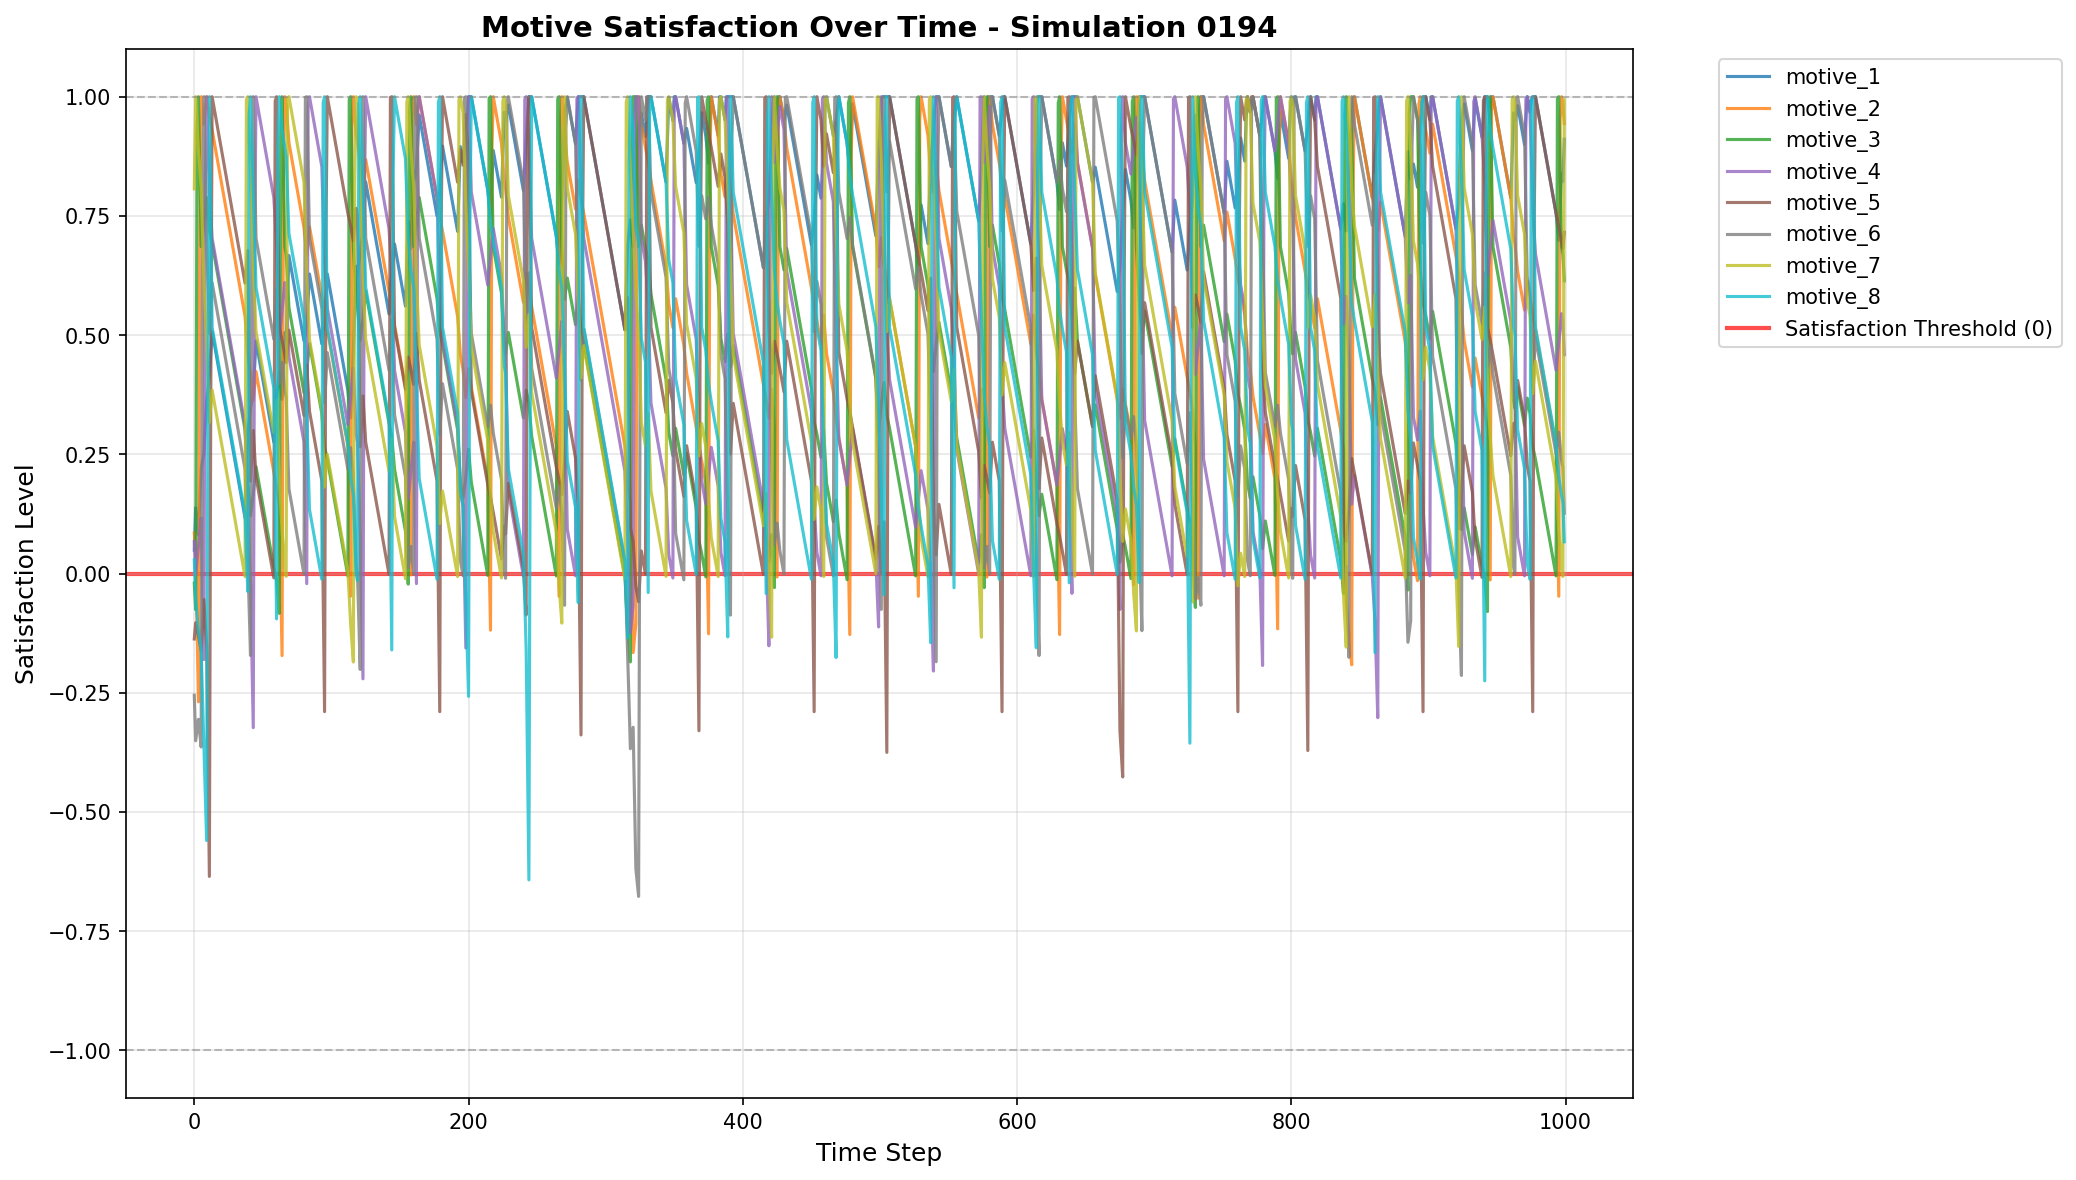 Motive Satisfaction Over Time - Simulation 0194
1.00
0.75
0.50
0.25
0.00
−0.25
−0.50
−0.75
−1.00
Satisfaction Level
0
200
400
600
800
1000
Time Step
motive_1
motive_2
motive_3
motive_4
motive_5
motive_6
motive_7
motive_8
Satisfaction Threshold (0)